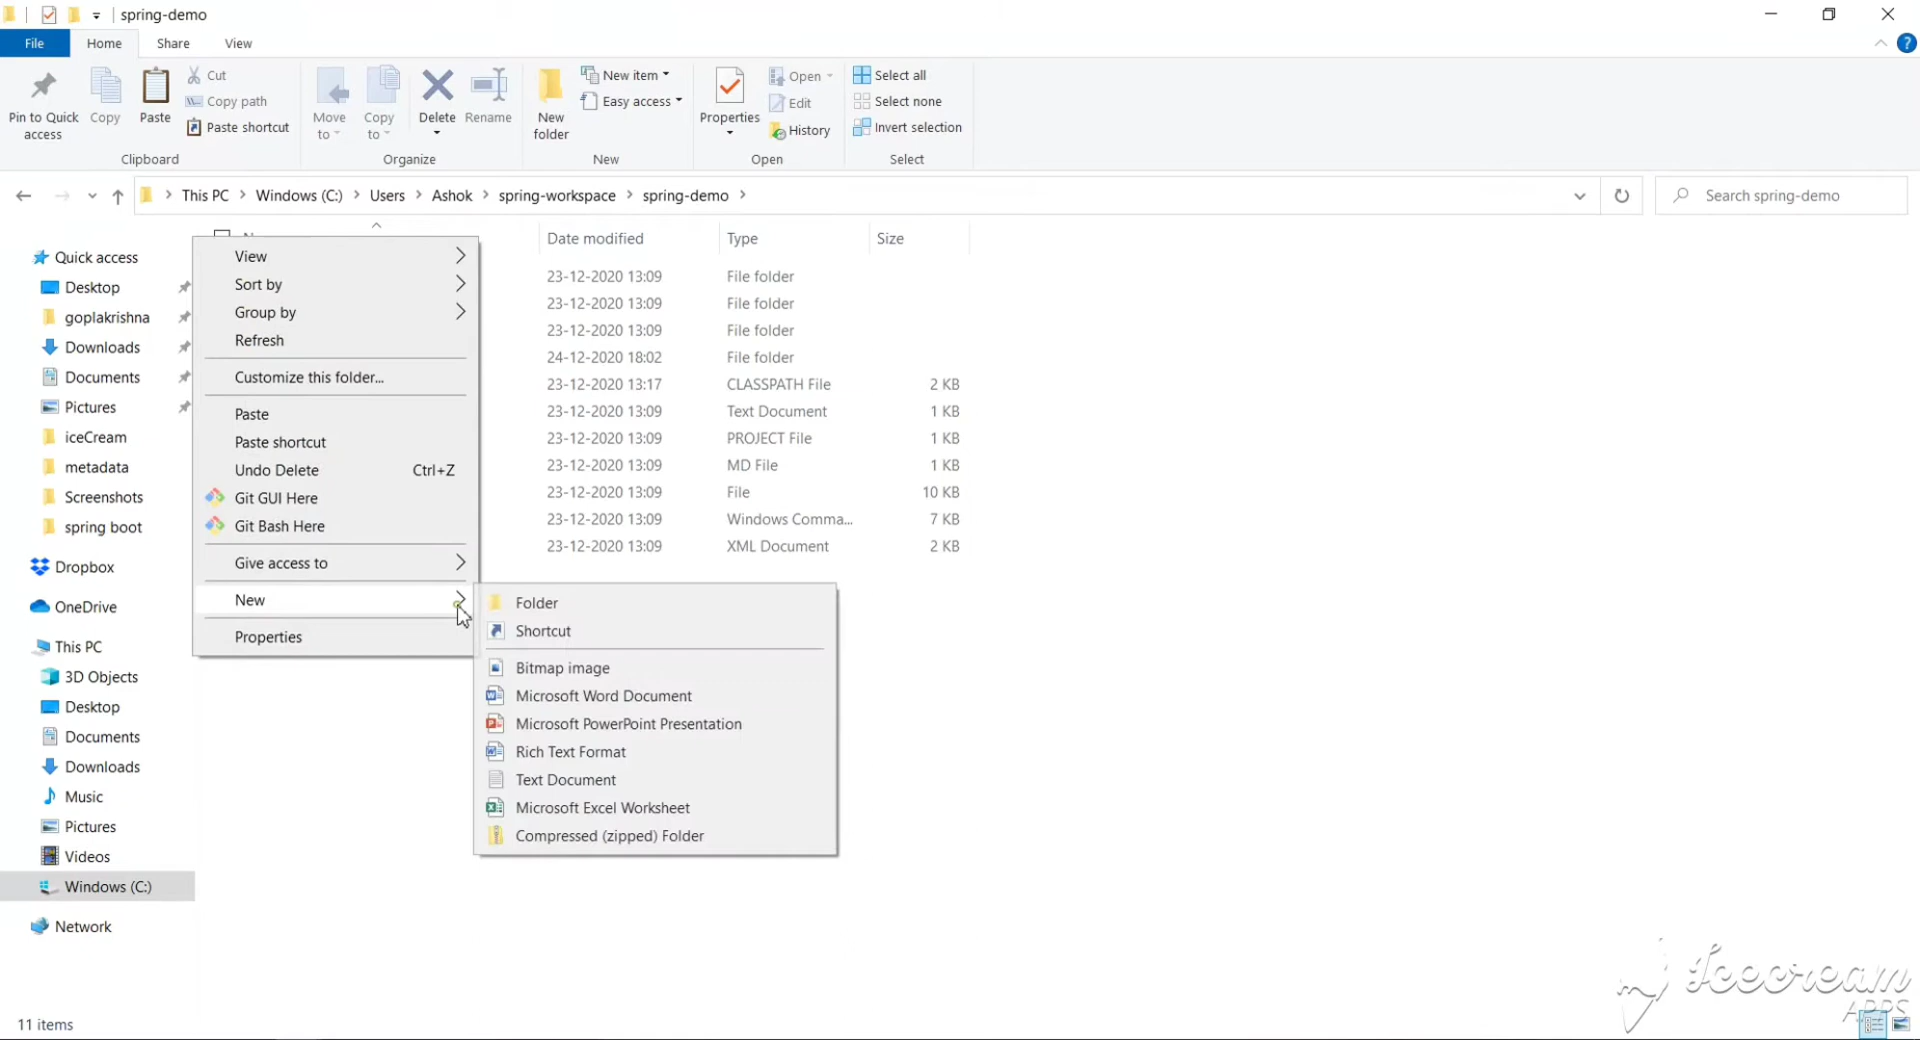 spring-demo
File Home Share View
Pin to Quick access
Copy
Paste
Cut
Copy path
Paste shortcut
Clipboard
Move to
Copy to
Delete
Rename
Organize
New folder
New item
Easy access
New
Properties
Open
Edit
History
Open
Select all
Select none
Invert selection
Select
This PC > Windows (C:) > Users > Ashok > spring-workspace > spring-demo >
Search spring-demo
Date modified Type Size
Quick access
Desktop
goplakrishna
Downloads
Documents
Pictures
iceCream
metadata
Screenshots
spring boot
Dropbox
OneDrive
This PC
3D Objects
Desktop
Documents
Downloads
Music
Pictures
Videos
Windows (C:)
Network
View
Sort by
Group by
Refresh
Customize this folder...
Paste
Paste shortcut
Undo Delete Ctrl+Z
Git GUI Here
Git Bash Here
Give access to
New
Properties
23-12-2020 13:09 File folder
23-12-2020 13:09 File folder
23-12-2020 13:09 File folder
24-12-2020 18:02 File folder
23-12-2020 13:17 CLASSPATH File 2 KB
23-12-2020 13:09 Text Document 1 KB
23-12-2020 13:09 PROJECT File 1 KB
23-12-2020 13:09 MD File 1 KB
23-12-2020 13:09 File 10 KB
23-12-2020 13:09 Windows Comma... 7 KB
23-12-2020 13:09 XML Document 2 KB
Folder
Shortcut
Bitmap image
Microsoft Word Document
Microsoft PowerPoint Presentation
Rich Text Format
Text Document
Microsoft Excel Worksheet
Compressed (zipped) Folder
11 items
Icecream
APPS